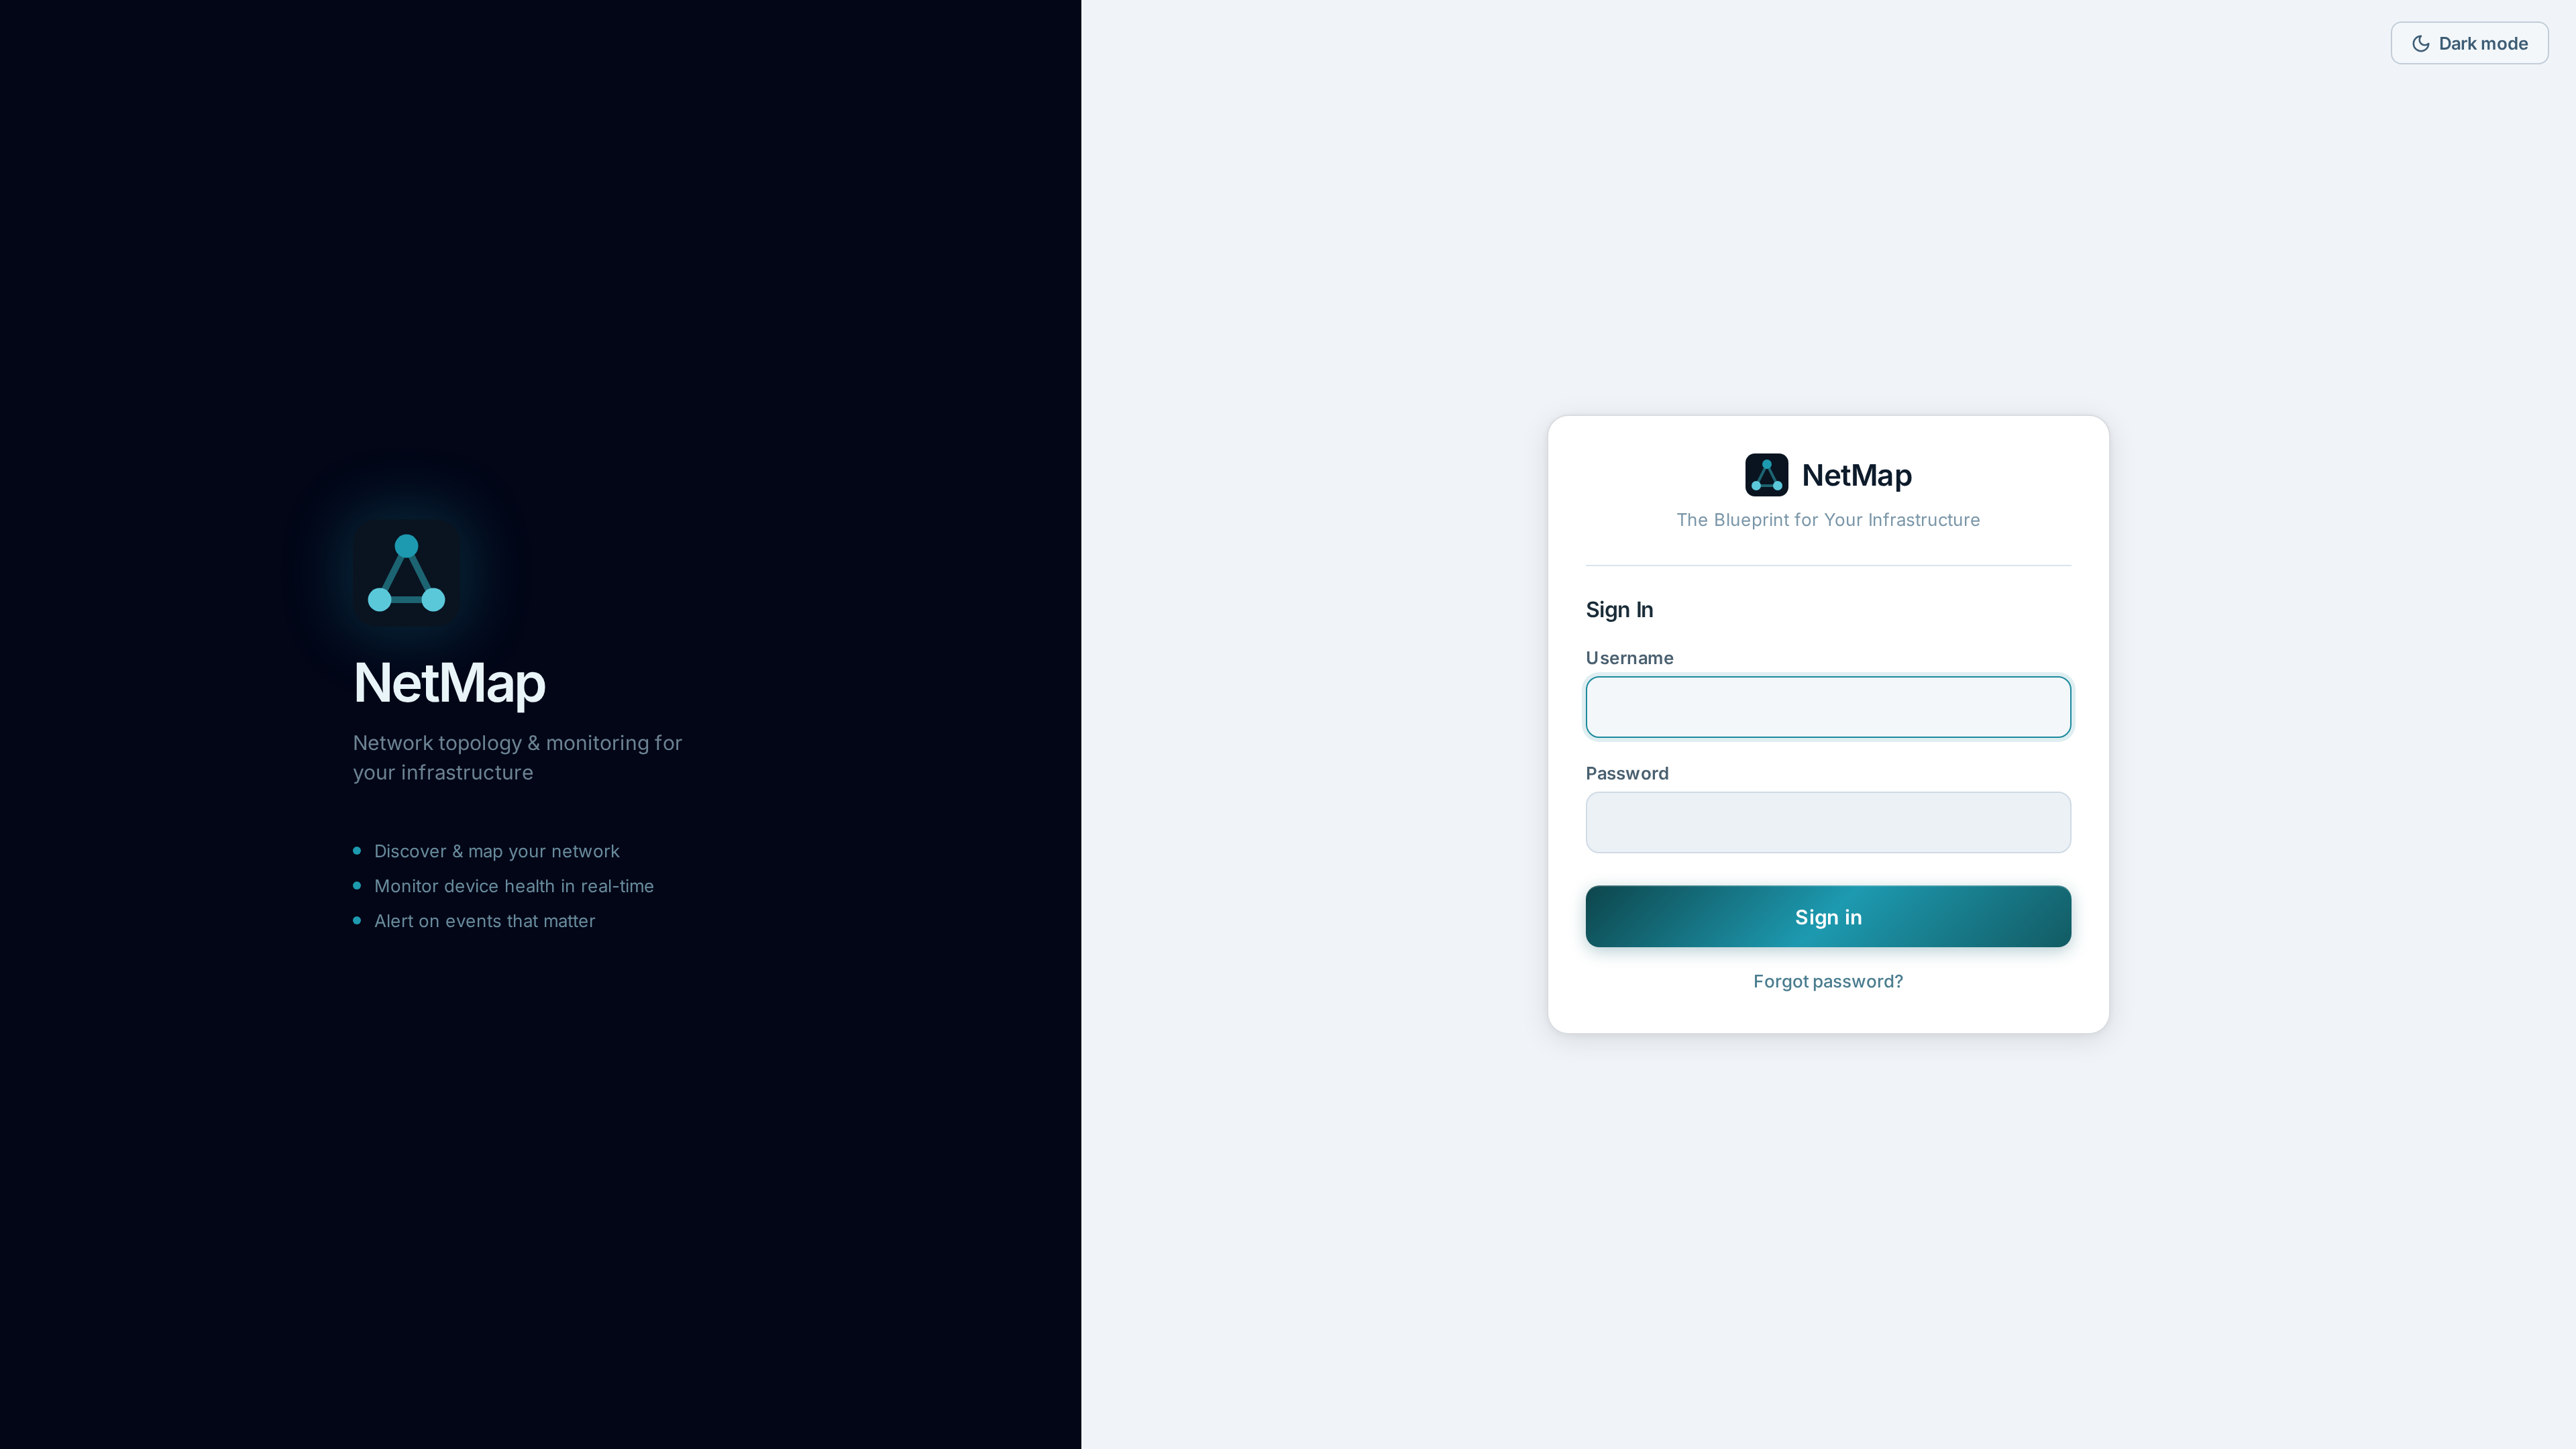 Dark mode
NetMap
Network topology & monitoring for
your infrastructure
Discover & map your network
Monitor device health in real-time
Alert on events that matter
NetMap
The Blueprint for Your Infrastructure
Sign In
Username
Password
Sign in
Forgot password?